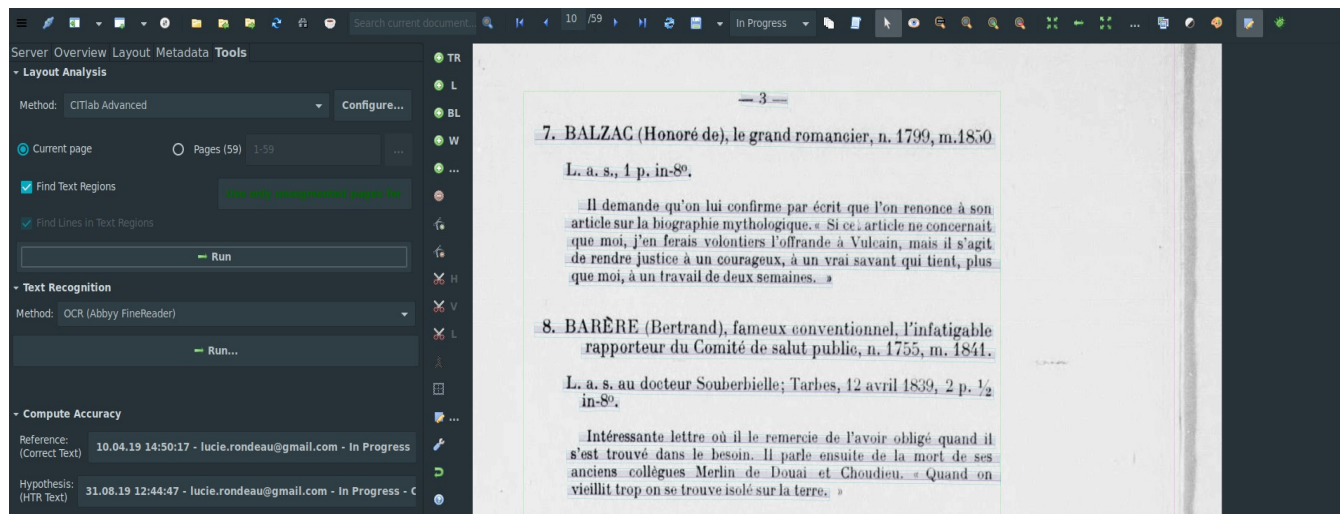 Search current document...
10 /59
In Progress
Server Overview Layout Metadata Tools
Layout Analysis
Method: CITlab Advanced
Configure...
Current page
Pages (59) 1-59
...
Find Text Regions
Find Lines in Text Regions
Run
Text Recognition
Method: OCR (Abbyy FineReader)
Run...
Compute Accuracy
Reference:
(Correct Text)
10.04.19 14:50:17 - lucie.rondeau@gmail.com - In Progress
Hypothesis:
(HTR Text)
31.08.19 12:44:47 - lucie.rondeau@gmail.com - In Progress - C
TR
L
BL
W
...
H
V
L
...
— 3 —
7. BALZAC (Honoré de), le grand romancier, n. 1799, m.1850
L. a. s., 1 p. in-8º.
Il demande qu'on lui confirme par écrit que l'on renonce à son
article sur la biographie mythologique. « Si cet article ne concernait
que moi, j'en ferais volontiers l'offrande à Vulcain, mais il s'agit
de rendre justice à un courageux, à un vrai savant qui tient, plus
que moi, à un travail de deux semaines. »
8. BARÈRE (Bertrand), fameux conventionnel, l'infatigable
rapporteur du Comité de salut public, n. 1755, m. 1841.
L. a. s. au docteur Souberbielle; Tarbes, 12 avril 1839, 2 p. ½
in-8º.
Intéressante lettre où il le remercie de l'avoir obligé quand il
s'est trouvé dans le besoin. Il parle ensuite de la mort de ses
anciens collègues Merlin de Douai et Choudieu. « Quand on
vieillit trop on se trouve isolé sur la terre. »